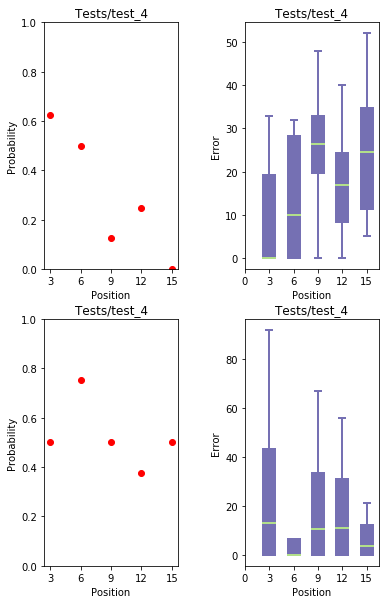 Tests/test_4
1.0
0.8
0.6
0.4
0.2
0.0
Probability
3 6 9 12 15
Position
Tests/test_4
50
40
30
20
10
0
Error
0 3 6 9 12 15
Position
Tests/test_4
1.0
0.8
0.6
0.4
0.2
0.0
Probability
3 6 9 12 15
Position
Tests/test_4
80
60
40
20
0
Error
0 3 6 9 12 15
Position